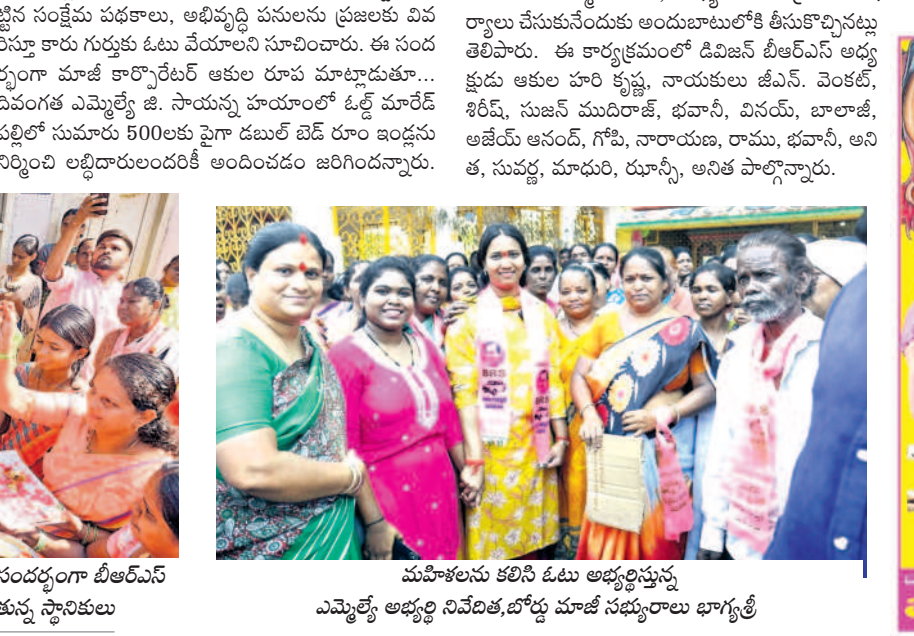 ట్టిన సంక్షేమ పథకాలు, అభివృద్ధి పనులను ప్రజలకు వివ
రిస్తూ కారు గుర్తుకు ఓటు వేయాలని సూచించారు. ఈ సంద
ర్భంగా మాజీ కార్పొరేటర్ ఆకుల రూప మాట్లాడుతూ...
దివంగత ఎమ్మెల్యే జి. సాయన్న హయాంలో ఓల్డ్ మారేడ్
పల్లిలో సుమారు 500లకు పైగా డబుల్ బెడ్ రూం ఇండ్లను
నిర్మించి లబ్ధిదారులందరికీ అందించడం జరిగిందన్నారు.
ర్యాలు చేసుకునేందుకు అందుబాటులోకి తీసుకొచ్చినట్లు
తెలిపారు. ఈ కార్యక్రమంలో డివిజన్ బీఆర్ఎస్ అధ్య
క్షుడు ఆకుల హరి కృష్ణ, నాయకులు జీఎన్. వెంకట్,
శిరీష్, సుజన్ ముదిరాజ్, భవానీ, వినయ్, బాలాజీ,
అజేయ్ ఆనంద్, గోపి, నారాయణ, రాము, భవానీ, అని
త, సువర్ణ, మాధురి, ఝాన్సీ, అనిత పాల్గొన్నారు.
BRS
సందర్భంగా బీఆర్ఎస్
తున్న స్థానికులు
మహిళలను కలిసి ఓటు అభ్యర్థిస్తున్న
ఎమ్మెల్యే అభ్యర్థి నివేదిత,బోర్డు మాజీ సభ్యురాలు భాగ్యశ్రీ